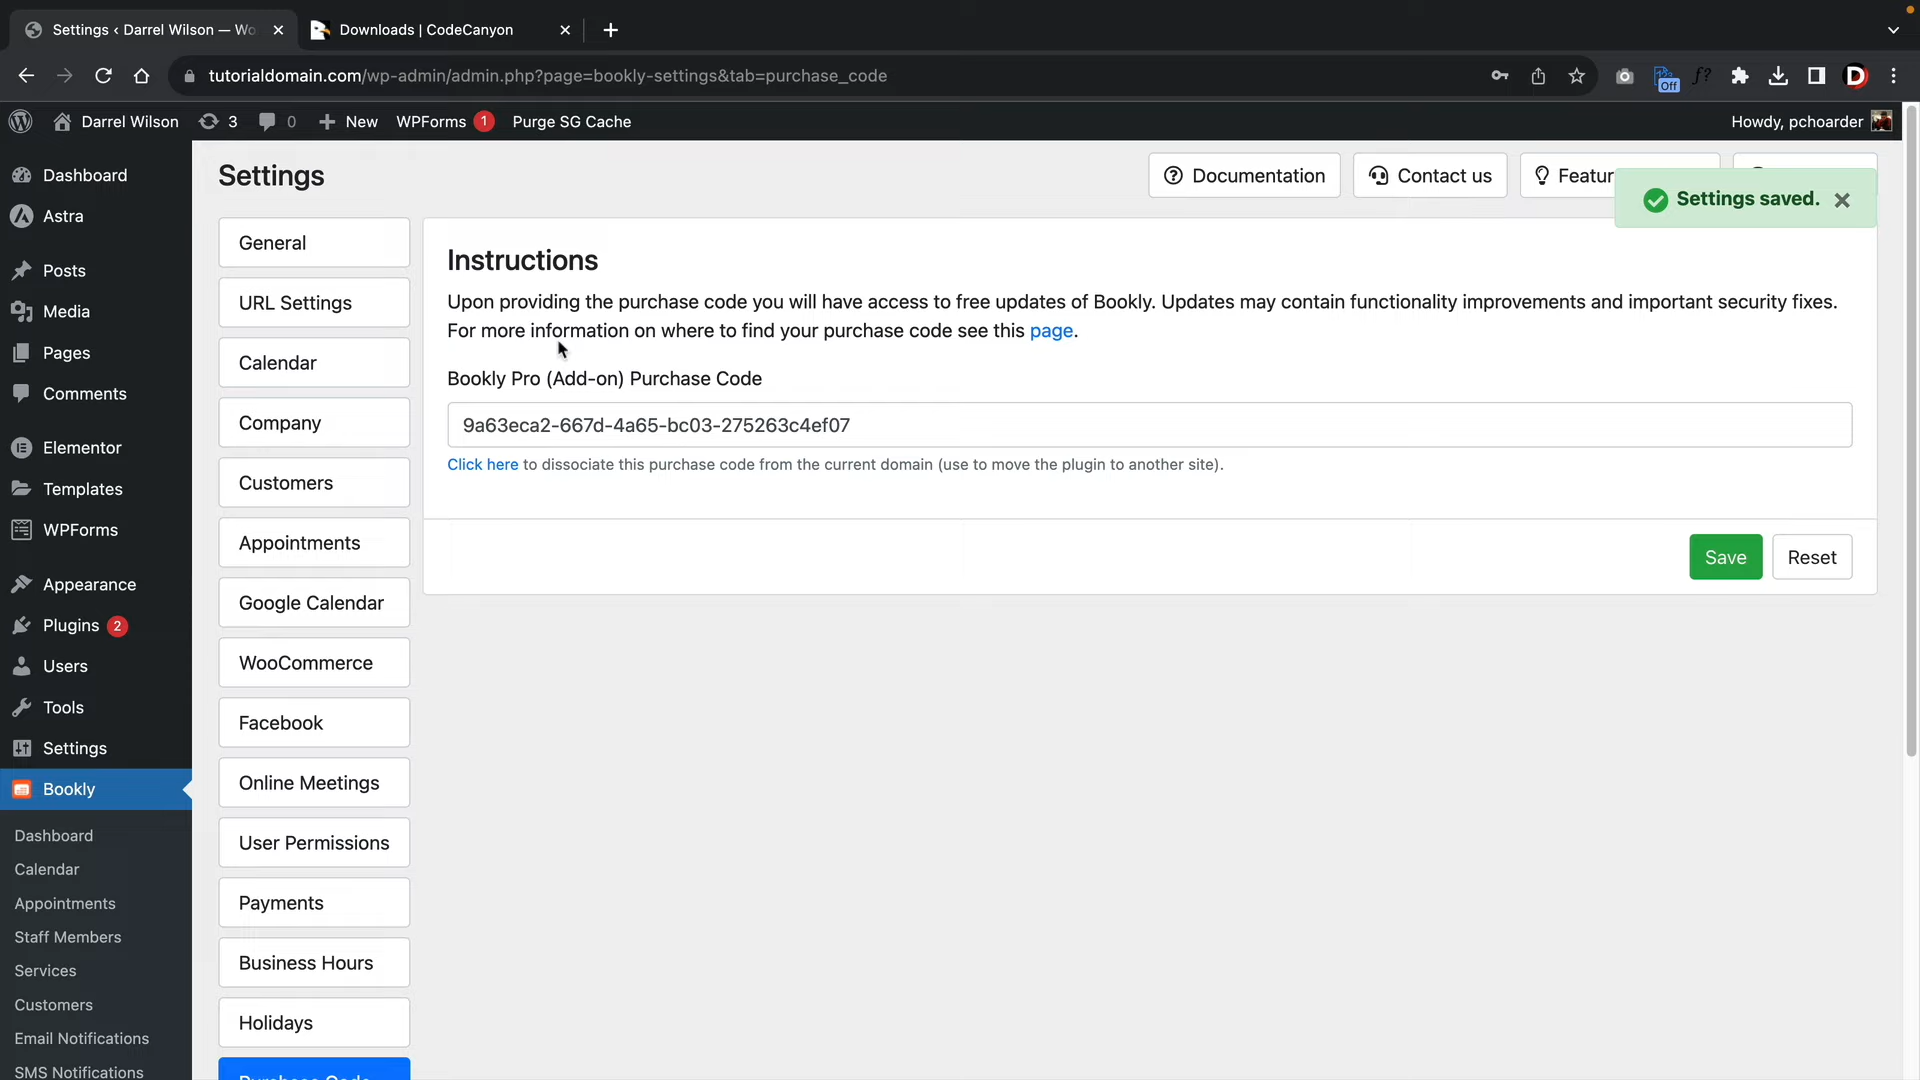 Settings ‹ Darrel Wilson — Wo
Downloads | CodeCanyon
tutorialdomain.com/wp-admin/admin.php?page=bookly-settings&tab=purchase_code
Off
f?
D
Darrel Wilson
3
0
New
WPForms 1
Purge SG Cache
Howdy, pchoarder
Dashboard
Astra
Posts
Media
Pages
Comments
Elementor
Templates
WPForms
Appearance
Plugins 2
Users
Tools
Settings
Bookly
Dashboard
Calendar
Appointments
Staff Members
Services
Customers
Email Notifications
SMS Notifications
Settings
Documentation
Contact us
Featur
Settings saved.
General
URL Settings
Calendar
Company
Customers
Appointments
Google Calendar
WooCommerce
Facebook
Online Meetings
User Permissions
Payments
Business Hours
Holidays
Purchase Code
Instructions
Upon providing the purchase code you will have access to free updates of Bookly. Updates may contain functionality improvements and important security fixes.
For more information on where to find your purchase code see this page.
Bookly Pro (Add-on) Purchase Code
9a63eca2-667d-4a65-bc03-275263c4ef07
Click here to dissociate this purchase code from the current domain (use to move the plugin to another site).
Save
Reset